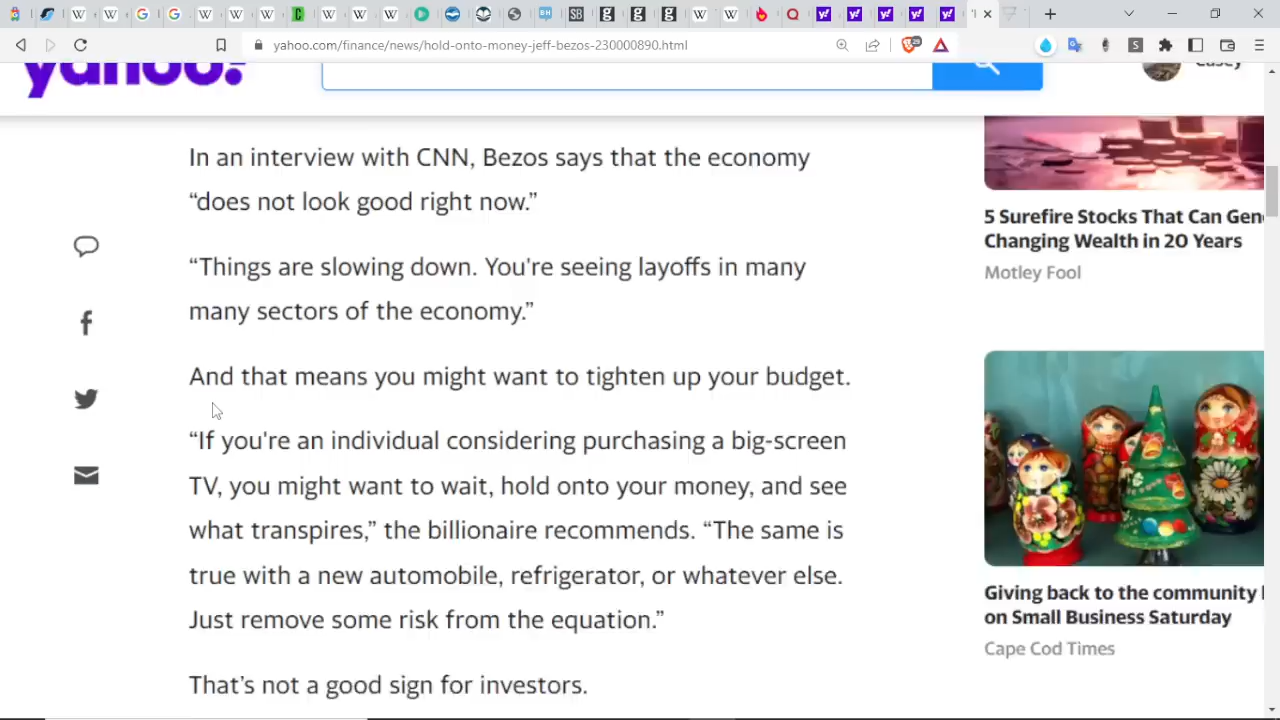 yahoo.com/finance/news/hold-onto-money-jeff-bezos-230000890.html
yahoo!
Casey
In an interview with CNN, Bezos says that the economy
“does not look good right now.”
“Things are slowing down. You're seeing layoffs in many
many sectors of the economy.”
And that means you might want to tighten up your budget.
“If you're an individual considering purchasing a big-screen
TV, you might want to wait, hold onto your money, and see
what transpires,” the billionaire recommends. “The same is
true with a new automobile, refrigerator, or whatever else.
Just remove some risk from the equation.”
That’s not a good sign for investors.
5 Surefire Stocks That Can Gen
Changing Wealth in 20 Years
Motley Fool
Giving back to the community
on Small Business Saturday
Cape Cod Times